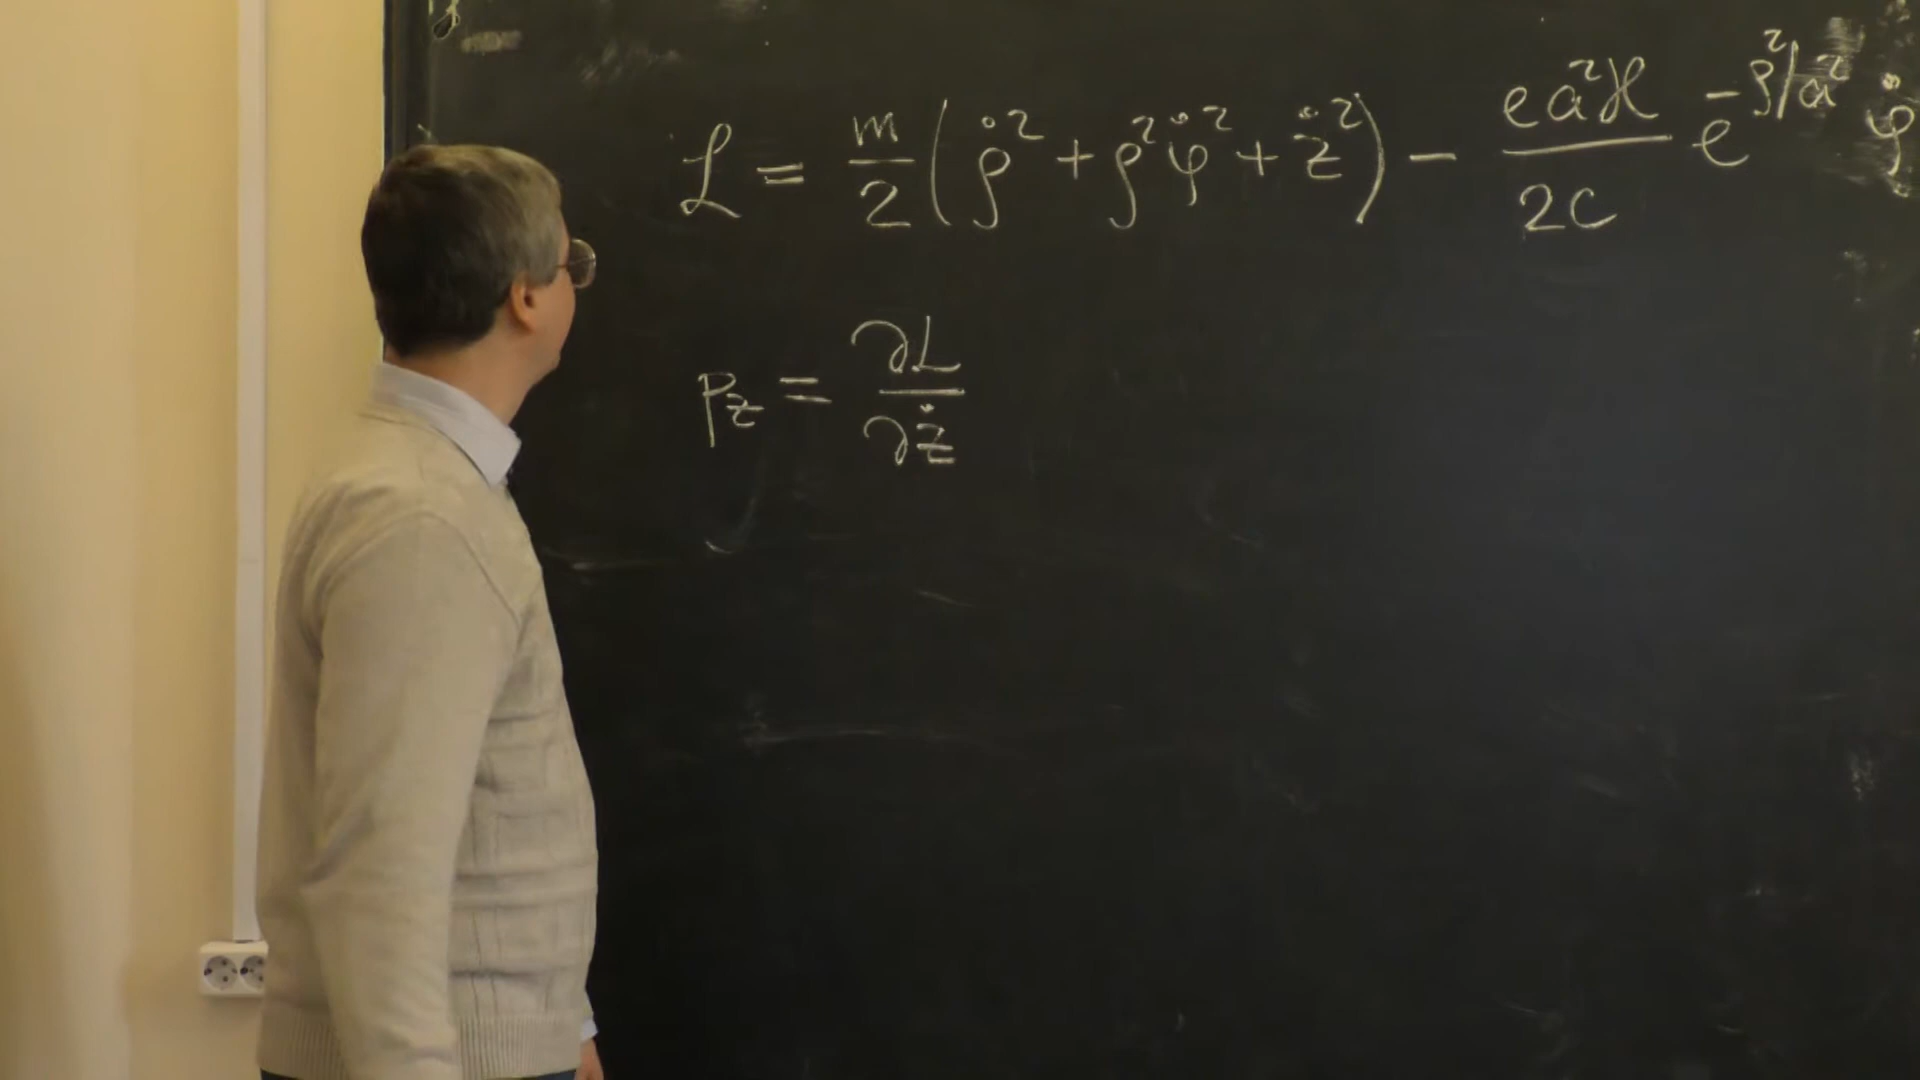 ℒ = m/2 (ρ̇² + ρ²φ̇² + ż²) − ea²ℋ/2c e^(−ρ²/a²) φ̇
p_z = ∂L/∂ż